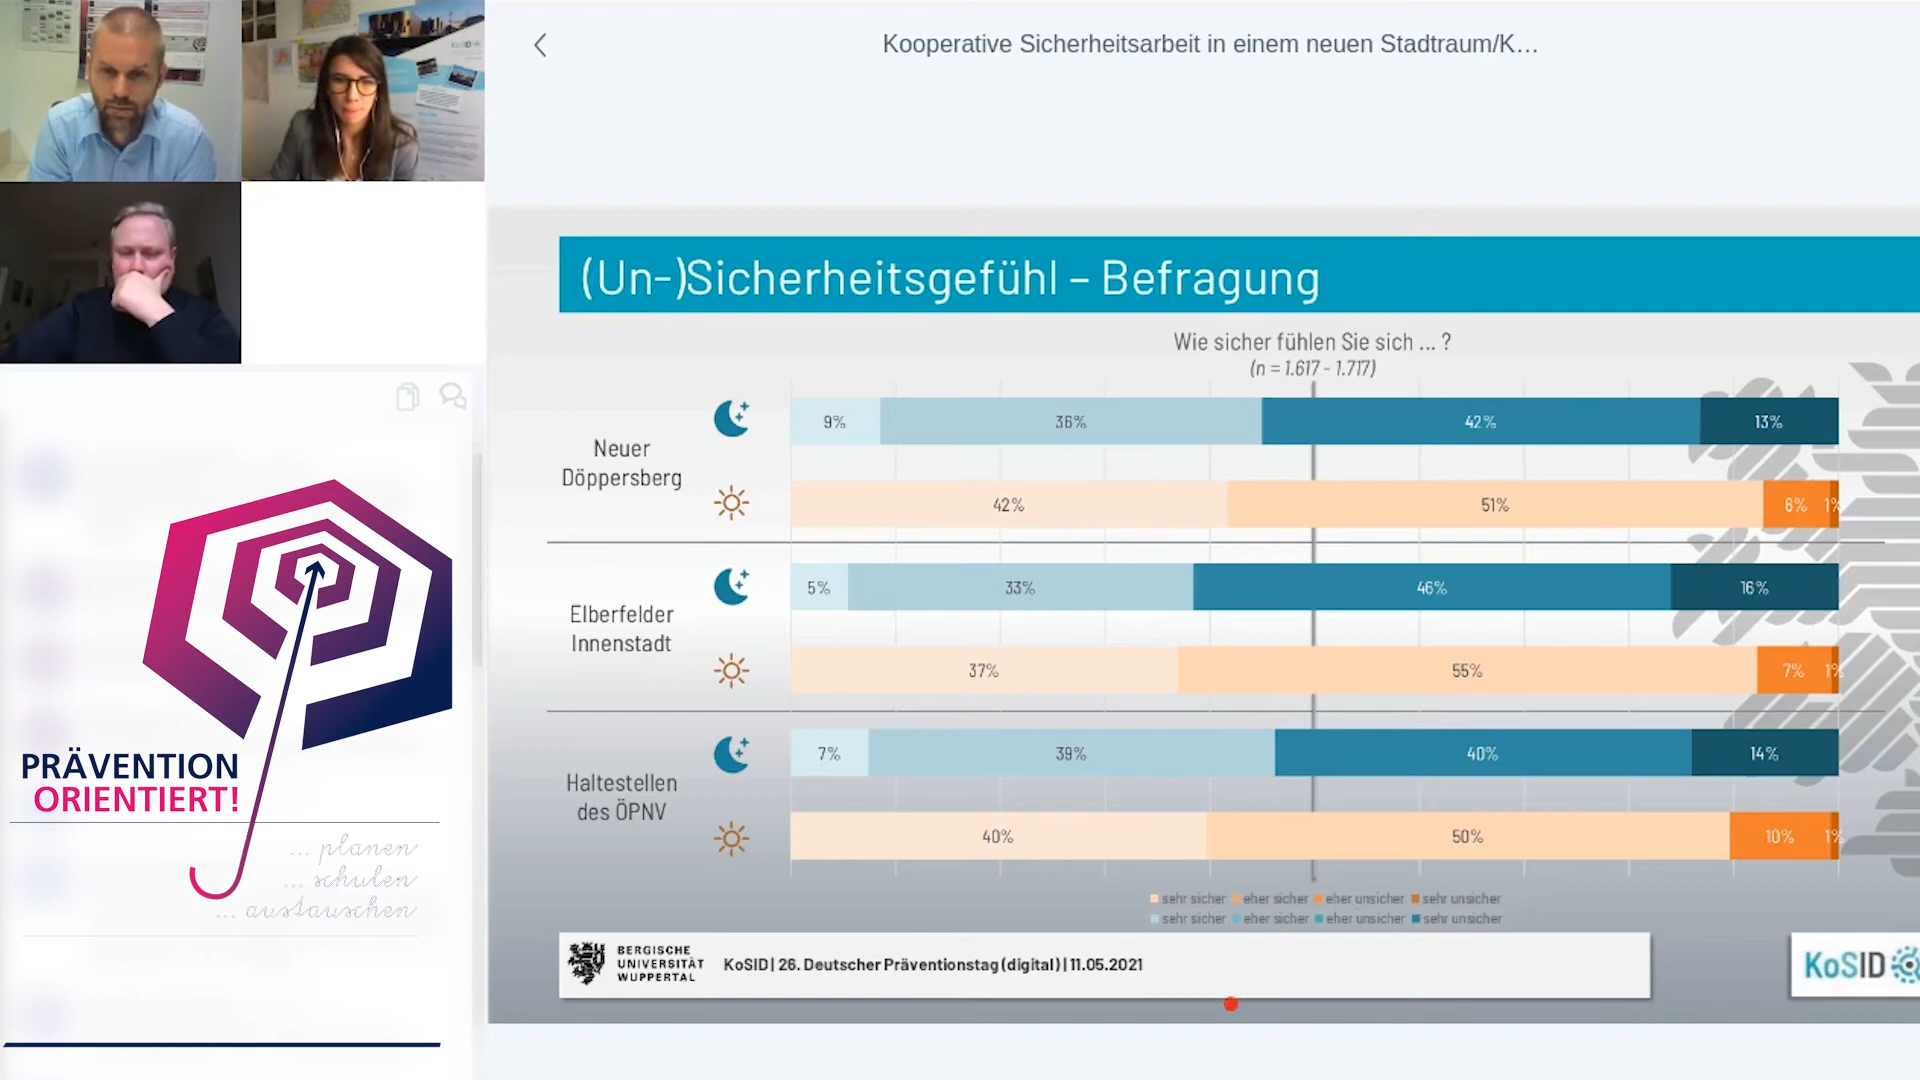 Kooperative Sicherheitsarbeit in einem neuen Stadtraum/K…
(Un-)Sicherheitsgefühl – Befragung
Wie sicher fühlen Sie sich ... ?
(n = 1.617 - 1.717)
Neuer
Döppersberg
9% 36% 42% 13%
42% 51% 6% 1%
Elberfelder
Innenstadt
5% 33% 46% 16%
37% 55% 7% 1%
Haltestellen
des ÖPNV
7% 39% 40% 14%
40% 50% 10% 1%
sehr sicher eher sicher eher unsicher sehr unsicher
sehr sicher eher sicher eher unsicher sehr unsicher
BERGISCHE
UNIVERSITÄT
WUPPERTAL
KoSID | 26. Deutscher Präventionstag (digital) | 11.05.2021
KoSID
PRÄVENTION
ORIENTIERT!
... planen
... schulen
... austauschen